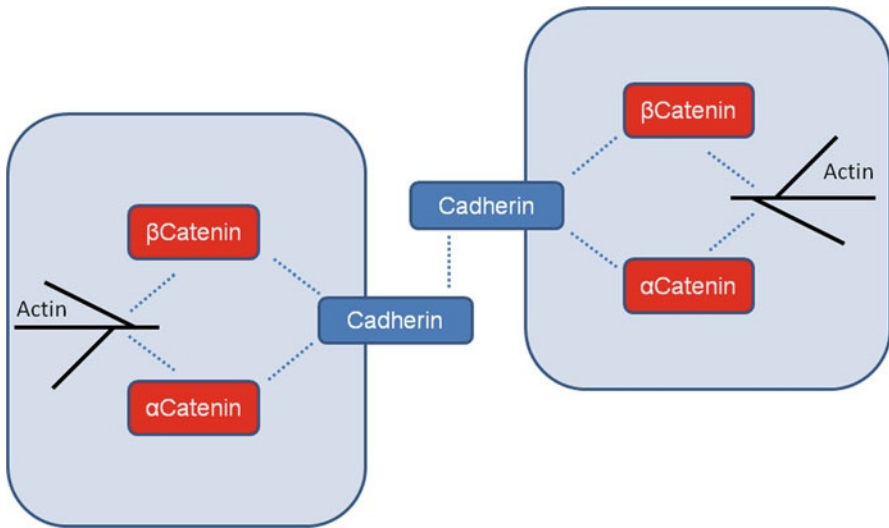 βCatenin
Actin
Cadherin
αCatenin
βCatenin
Actin
Cadherin
αCatenin